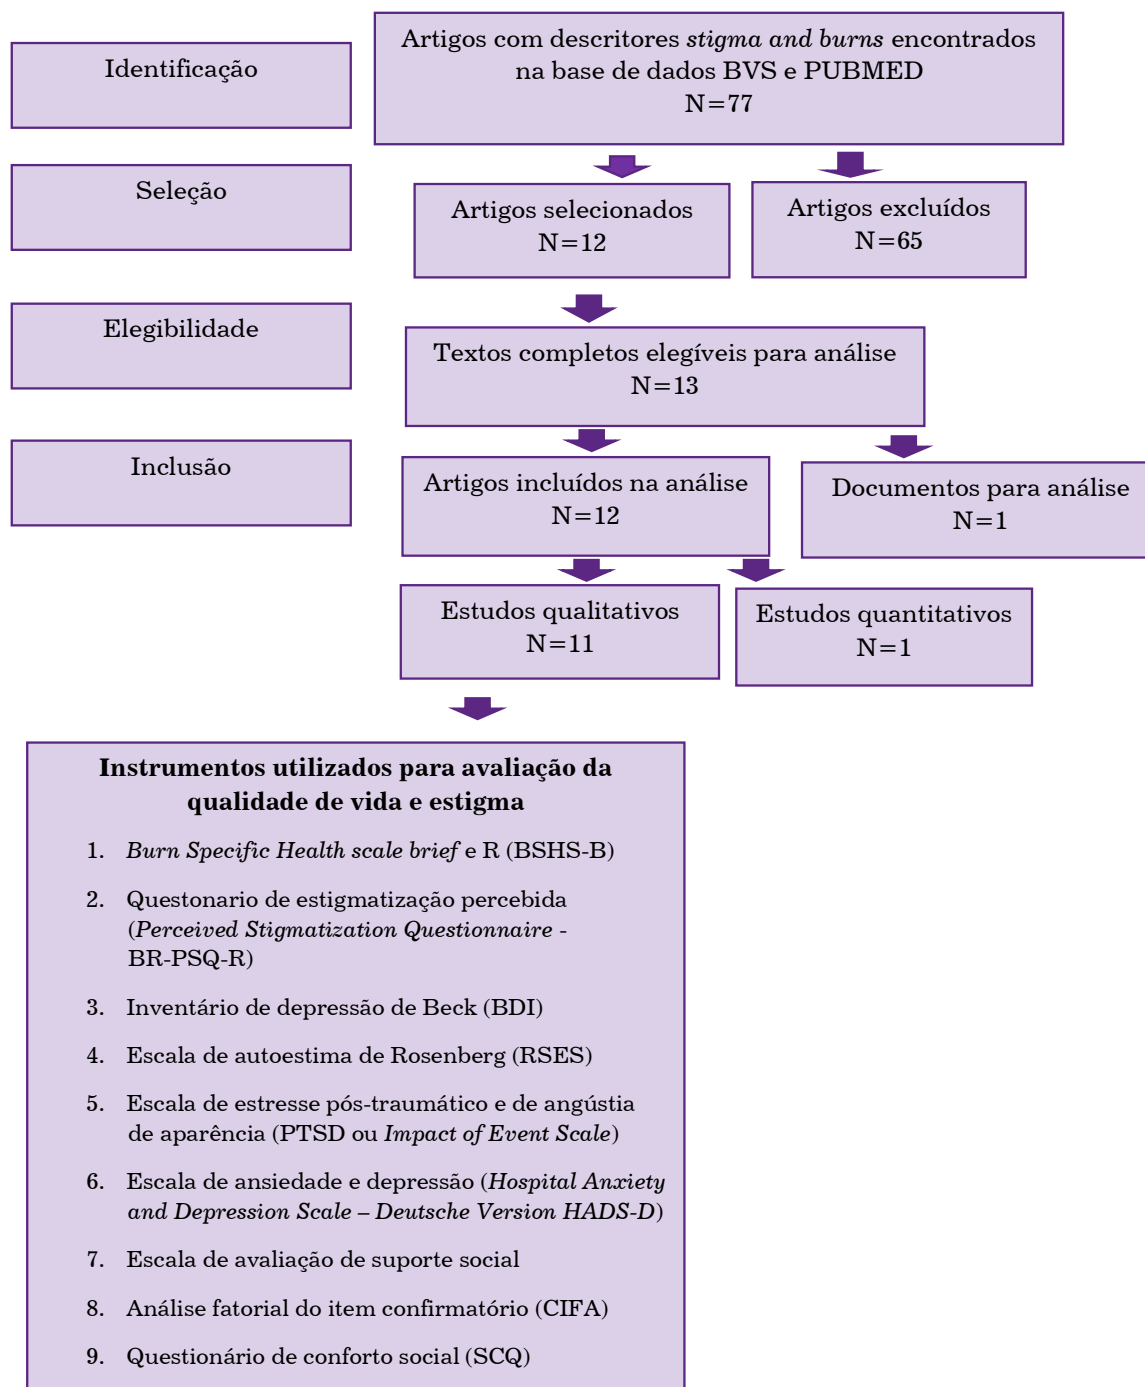 Identificação
Artigos com descritores stigma and burns encontrados
na base de dados BVS e PUBMED
N=77
Seleção
Artigos selecionados
N=12
Artigos excluídos
N=65
Elegibilidade
Textos completos elegíveis para análise
N=13
Inclusão
Artigos incluídos na análise
N=12
Documentos para análise
N=1
Estudos qualitativos
N=11
Estudos quantitativos
N=1
Instrumentos utilizados para avaliação da
qualidade de vida e estigma
1. Burn Specific Health scale brief e R (BSHS-B)
2. Questonario de estigmatização percebida
(Perceived Stigmatization Questionnaire -
BR-PSQ-R)
3. Inventário de depressão de Beck (BDI)
4. Escala de autoestima de Rosenberg (RSES)
5. Escala de estresse pós-traumático e de angústia
de aparência (PTSD ou Impact of Event Scale)
6. Escala de ansiedade e depressão (Hospital Anxiety
and Depression Scale – Deutsche Version HADS-D)
7. Escala de avaliação de suporte social
8. Análise fatorial do item confirmatório (CIFA)
9. Questionário de conforto social (SCQ)